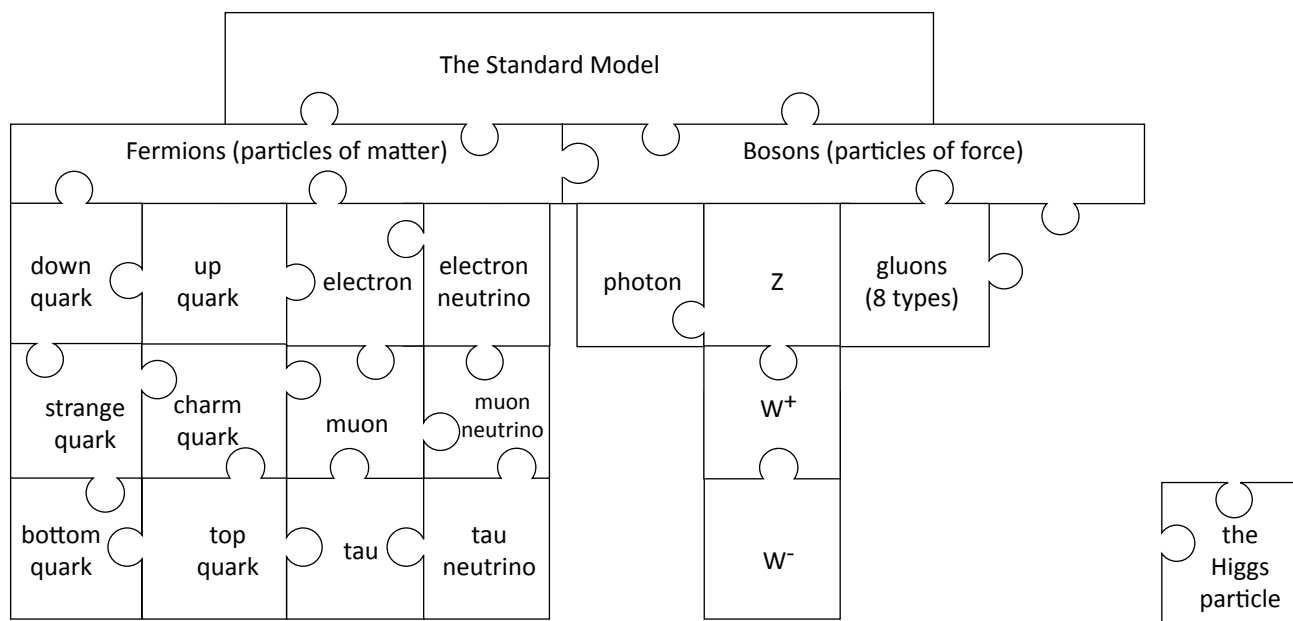 The Standard Model
Fermions (particles of matter)
Bosons (particles of force)
down
quark
up
quark
electron
electron
neutrino
photon
Z
gluons
(8 types)
strange
quark
charm
quark
muon
muon
neutrino
W⁺
bottom
quark
top
quark
tau
tau
neutrino
W⁻
the
Higgs
particle